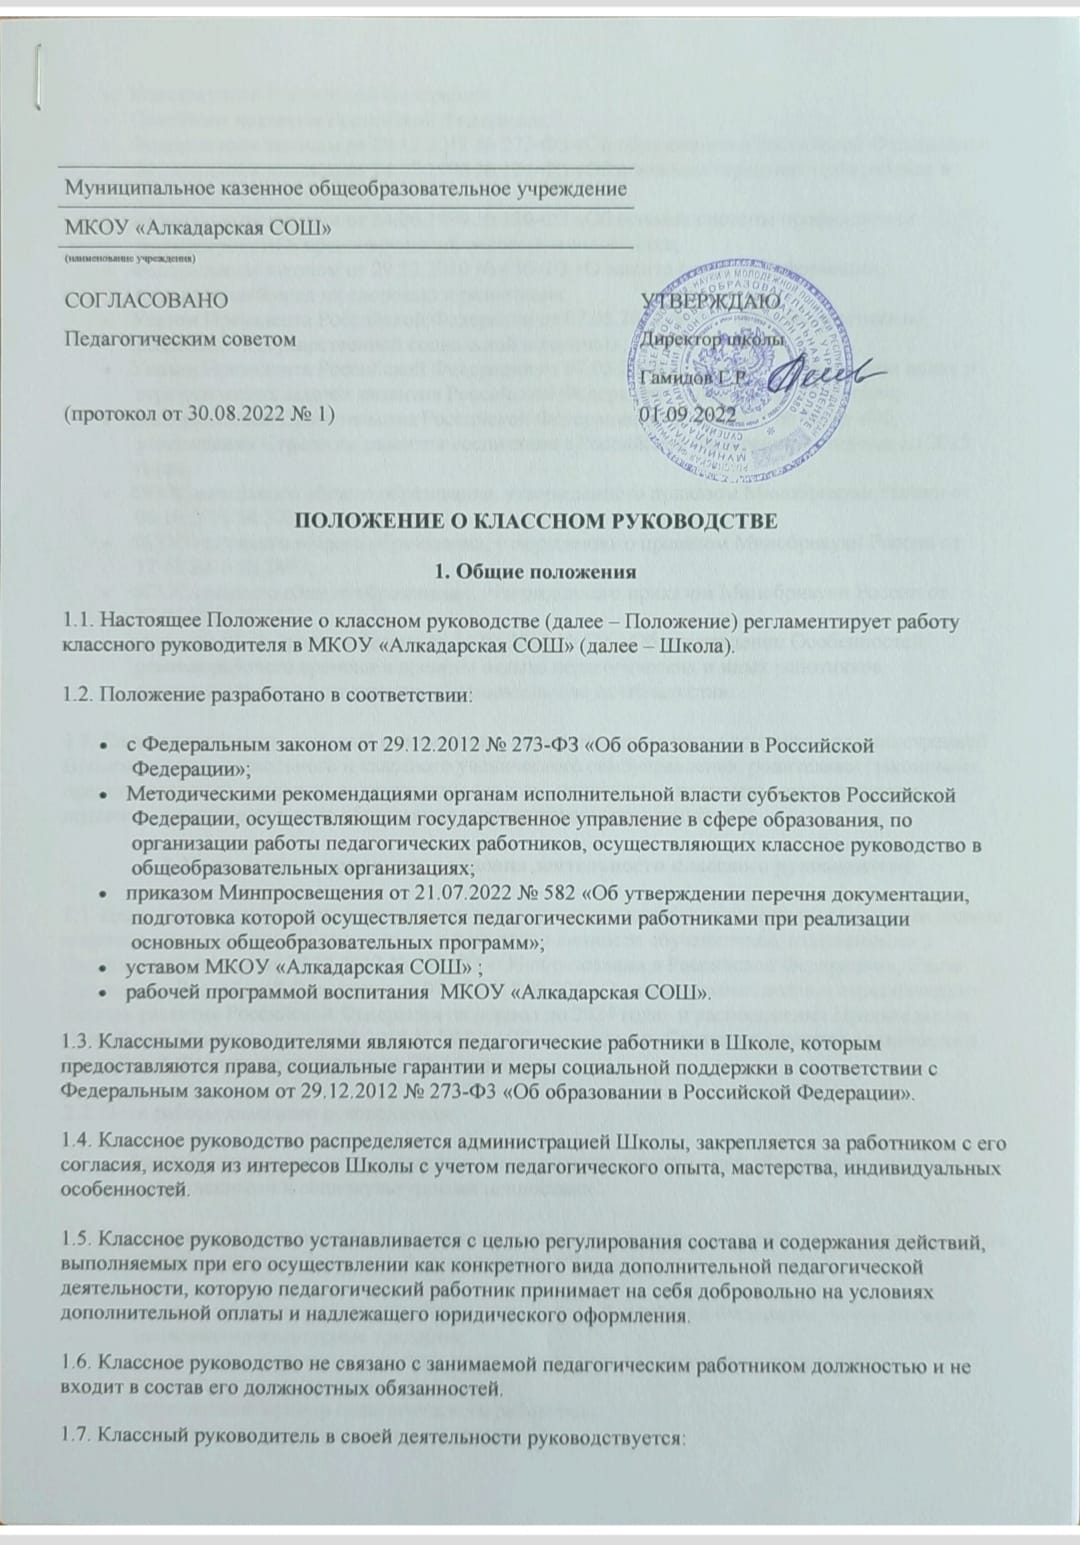 Муниципальное казенное общеобразовательное учреждение
МКОУ «Алкадарская СОШ»
(наименование учреждения)
СОГЛАСОВАНО
Педагогическим советом
(протокол от 30.08.2022 № 1)
УТВЕРЖДАЮ
Директор школы
Гамидов Г.Р.
01.09.2022
ПОЛОЖЕНИЕ О КЛАССНОМ РУКОВОДСТВЕ
1. Общие положения
1.1. Настоящее Положение о классном руководстве (далее – Положение) регламентирует работу
классного руководителя в МКОУ «Алкадарская СОШ» (далее – Школа).
1.2. Положение разработано в соответствии:
• с Федеральным законом от 29.12.2012 № 273-ФЗ «Об образовании в Российской
Федерации»;
• Методическими рекомендациями органам исполнительной власти субъектов Российской
Федерации, осуществляющим государственное управление в сфере образования, по
организации работы педагогических работников, осуществляющих классное руководство в
общеобразовательных организациях;
• приказом Минпросвещения от 21.07.2022 № 582 «Об утверждении перечня документации,
подготовка которой осуществляется педагогическими работниками при реализации
основных общеобразовательных программ»;
• уставом МКОУ «Алкадарская СОШ» ;
• рабочей программой воспитания МКОУ «Алкадарская СОШ».
1.3. Классными руководителями являются педагогические работники в Школе, которым
предоставляются права, социальные гарантии и меры социальной поддержки в соответствии с
Федеральным законом от 29.12.2012 № 273-ФЗ «Об образовании в Российской Федерации».
1.4. Классное руководство распределяется администрацией Школы, закрепляется за работником с его
согласия, исходя из интересов Школы с учетом педагогического опыта, мастерства, индивидуальных
особенностей.
1.5. Классное руководство устанавливается с целью регулирования состава и содержания действий,
выполняемых при его осуществлении как конкретного вида дополнительной педагогической
деятельности, которую педагогический работник принимает на себя добровольно на условиях
дополнительной оплаты и надлежащего юридического оформления.
1.6. Классное руководство не связано с занимаемой педагогическим работником должностью и не
входит в состав его должностных обязанностей.
1.7. Классный руководитель в своей деятельности руководствуется: